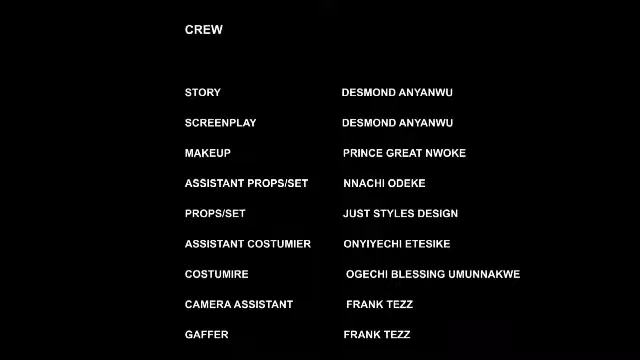 CREW
STORY DESMOND ANYANWU
SCREENPLAY DESMOND ANYANWU
MAKEUP PRINCE GREAT NWOKE
ASSISTANT PROPS/SET NNACHI ODEKE
PROPS/SET JUST STYLES DESIGN
ASSISTANT COSTUMIER ONYIYECHI ETESIKE
COSTUMIRE OGECHI BLESSING UMUNNAKWE
CAMERA ASSISTANT FRANK TEZZ
GAFFER FRANK TEZZ